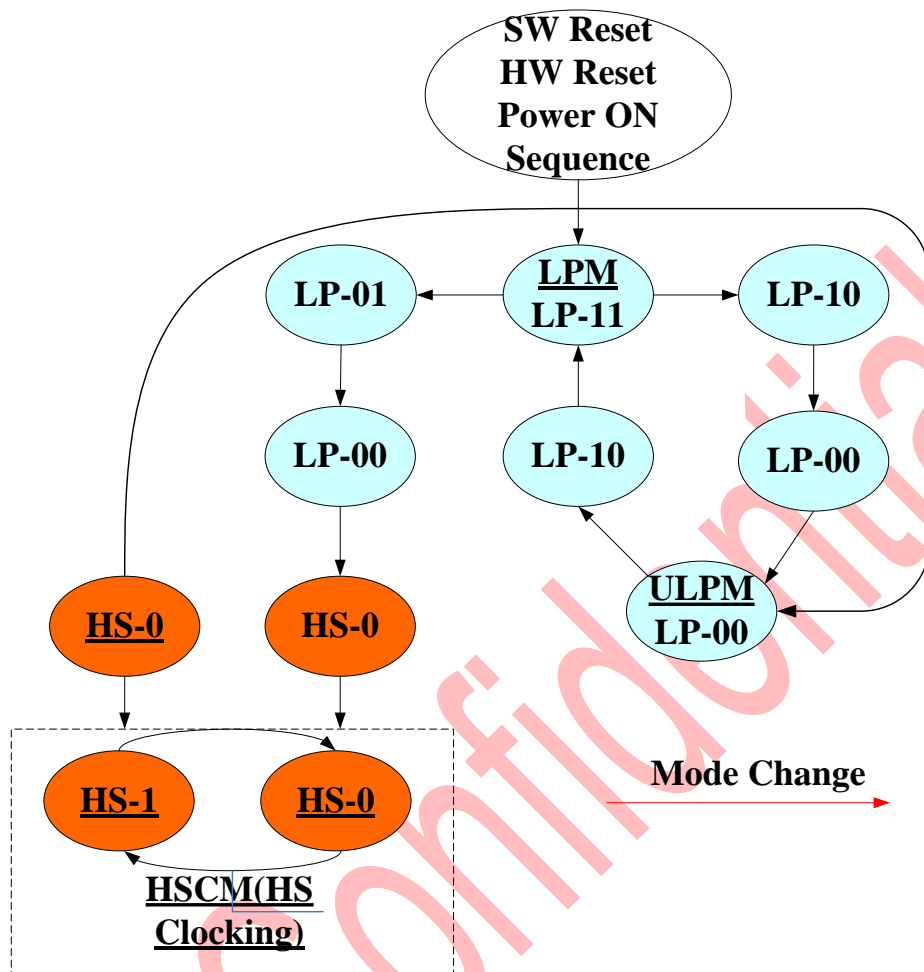 SW Reset
HW Reset
Power ON
Sequence
LP-01
LPM
LP-11
LP-10
LP-00
LP-10
LP-00
HS-0
HS-0
ULPM
LP-00
HS-1
HS-0
Mode Change
HSCM(HS
Clocking)
Confidential